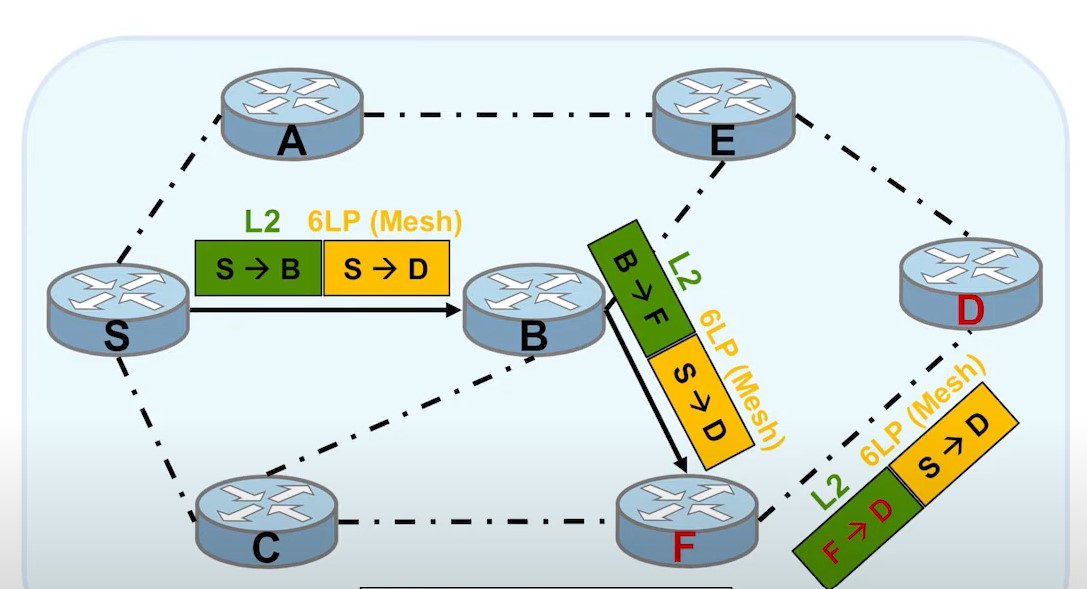 A
E
L2 6LP (Mesh)
S → B S → D
S
B
B → F S → D
L2 6LP (Mesh)
D
L2 6LP (Mesh)
F → D S → D
C
F